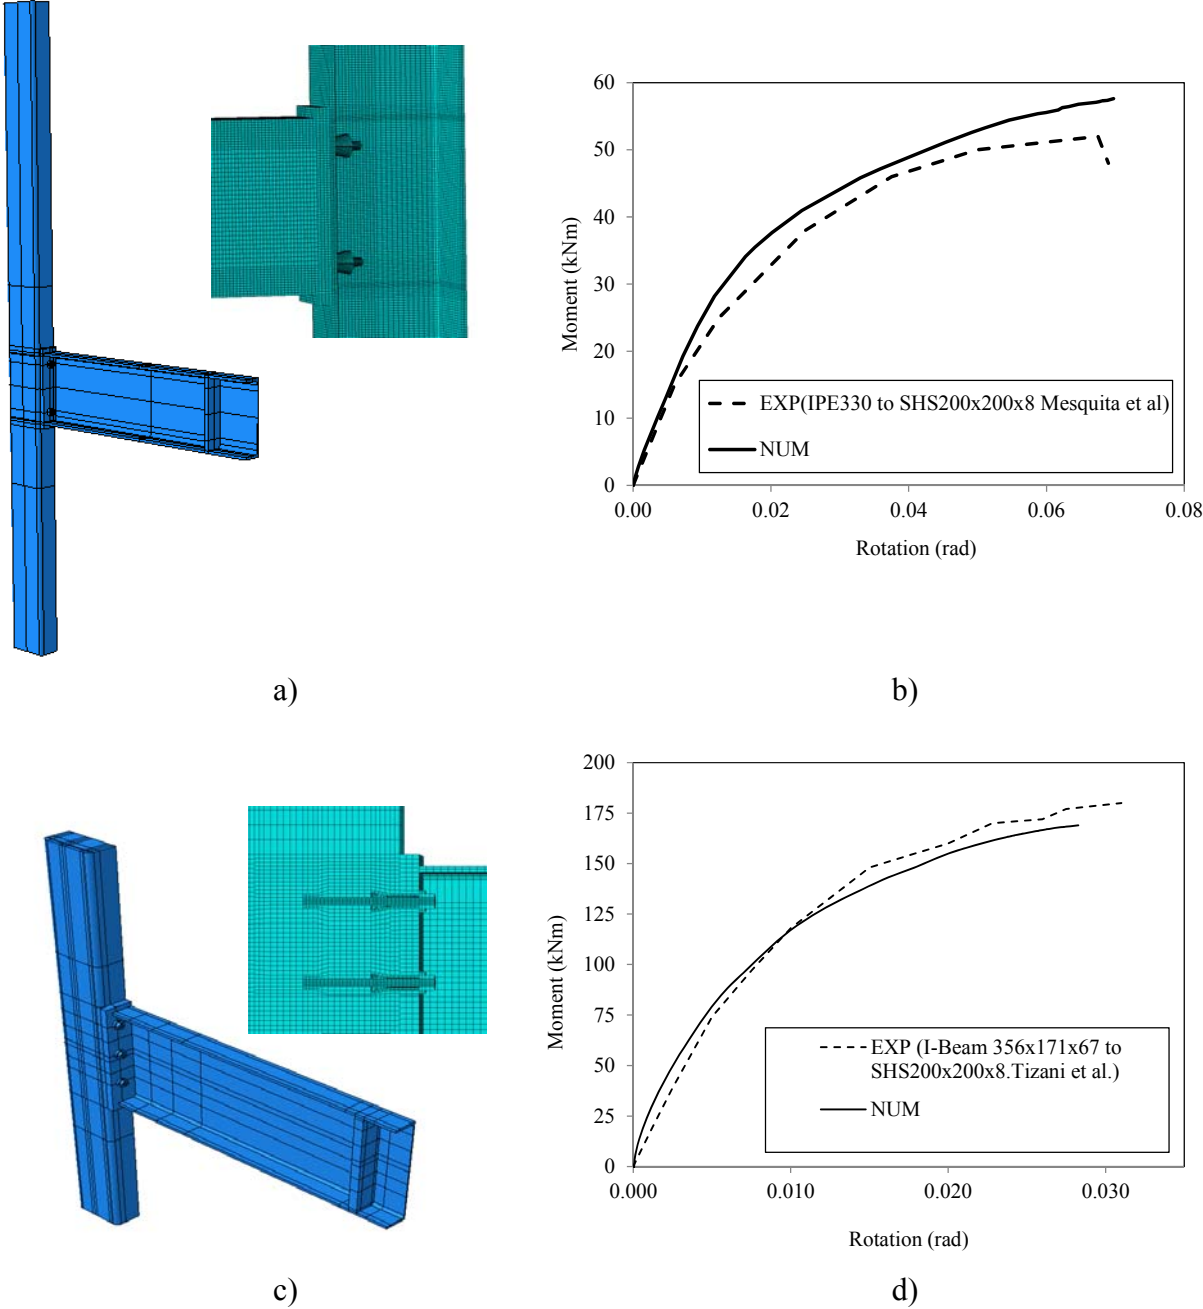 60
50
40
30
20
10
0
Moment (kNm)
EXP(IPE330 to SHS200x200x8 Mesquita et al)
NUM
0.00 0.02 0.04 0.06 0.08
Rotation (rad)
a)
b)
200
175
150
125
100
75
50
25
0
Moment (kNm)
EXP (I-Beam 356x171x67 to
SHS200x200x8.Tizani et al.)
NUM
0.000 0.010 0.020 0.030
Rotation (rad)
c)
d)